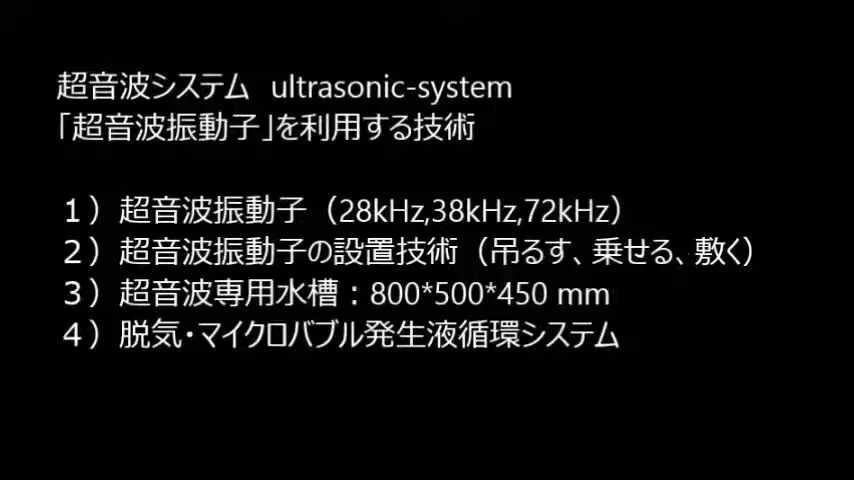 超音波システム ultrasonic-system
「超音波振動子」を利用する技術
１）超音波振動子（28kHz,38kHz,72kHz）
２）超音波振動子の設置技術（吊るす、乗せる、敷く）
３）超音波専用水槽：800*500*450 mm
４）脱気・マイクロバブル発生液循環システム